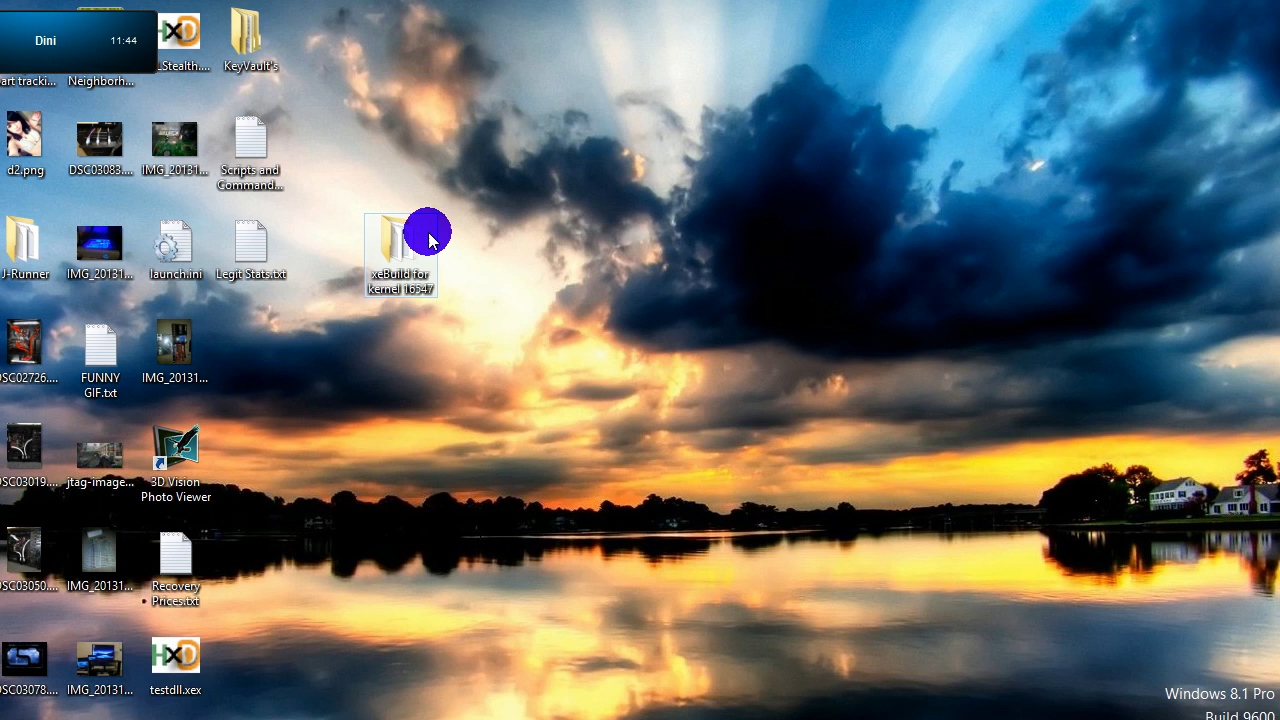 Dini 11:44
art tracki...
Neighborh...
LStealth....
KeyVault's
d2.png
DSC03083....
IMG_20131...
Scripts and
Command...
J-Runner
IMG_20131...
launch.ini
Legit Stats.txt
xeBuild for
kernel 16547
DSC02726....
FUNNY
GIF.txt
IMG_20131...
DSC03019....
jtag-image...
3D Vision
Photo Viewer
DSC03050....
IMG_20131...
Recovery
Prices.txt
DSC03078....
IMG_20131...
HXD
testdll.xex
Windows 8.1 Pro
Build 9600